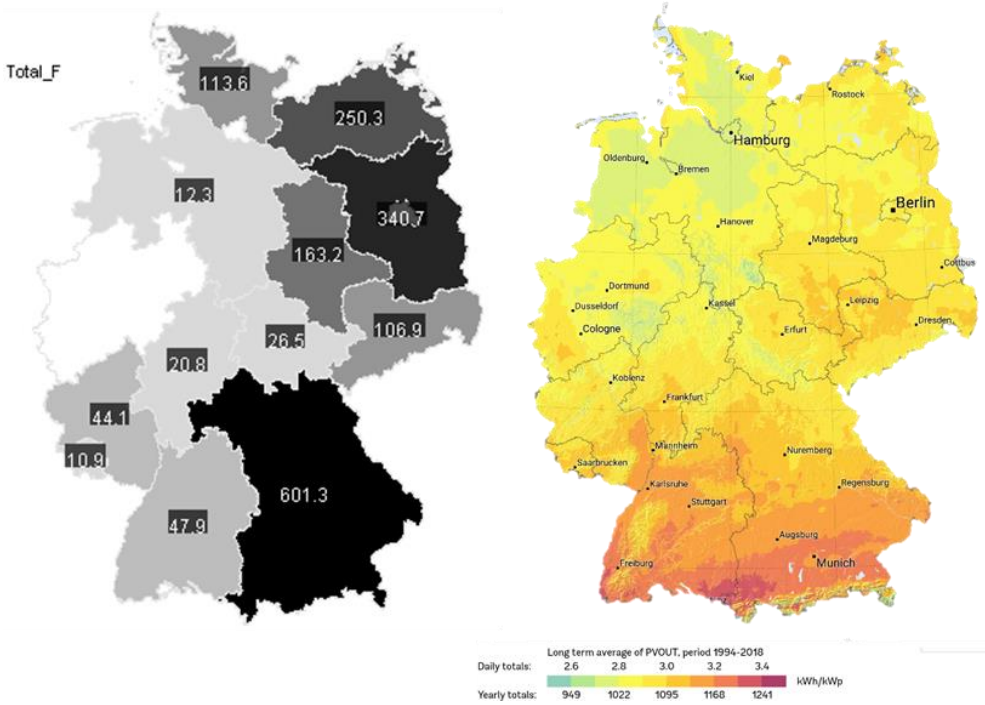 Total_F
113.6
250.3
12.3
340.7
163.2
106.9
26.5
20.8
44.1
10.9
601.3
47.9
Kiel
Rostock
Hamburg
Oldenburg
Bremen
Berlin
Hanover
Magdeburg
Cottbus
Dortmund
Dusseldorf
Kassel
Leipzig
Cologne
Erfurt
Dresden
Koblenz
Frankfurt
Mannheim
Nuremberg
Saarbrucken
Karlsruhe
Regensburg
Stuttgart
Augsburg
Freiburg
Munich
Long term average of PVOUT, period 1994-2018
Daily totals: 2.6 2.8 3.0 3.2 3.4
kWh/kWp
Yearly totals: 949 1022 1095 1168 1241